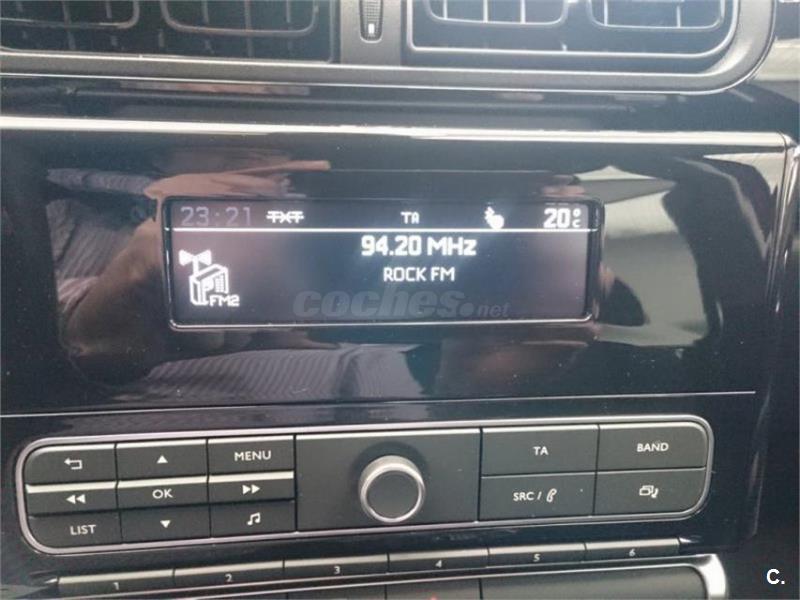 23:21 TXT TA 20°C
94.20 MHz
ROCK FM
FM2
coches.net
MENU
TA
BAND
OK
SRC /
LIST
1 2 3 4 5 6
C.